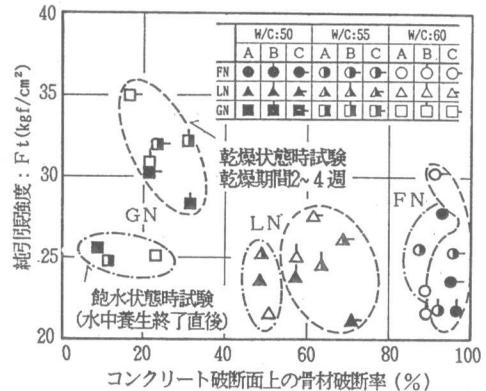 純引張強度：Ft(kgf/cm²)
40
35
30
25
20
W/C:50 W/C:55 W/C:60
A B C A B C A B C
FN
LN
GN
乾燥状態時試験
乾燥期間2~4週
GN
LN
FN
飽水状態時試験
(水中養生終了直後)
0 20 40 60 80 100
コンクリート破断面上の骨材破断率(%)